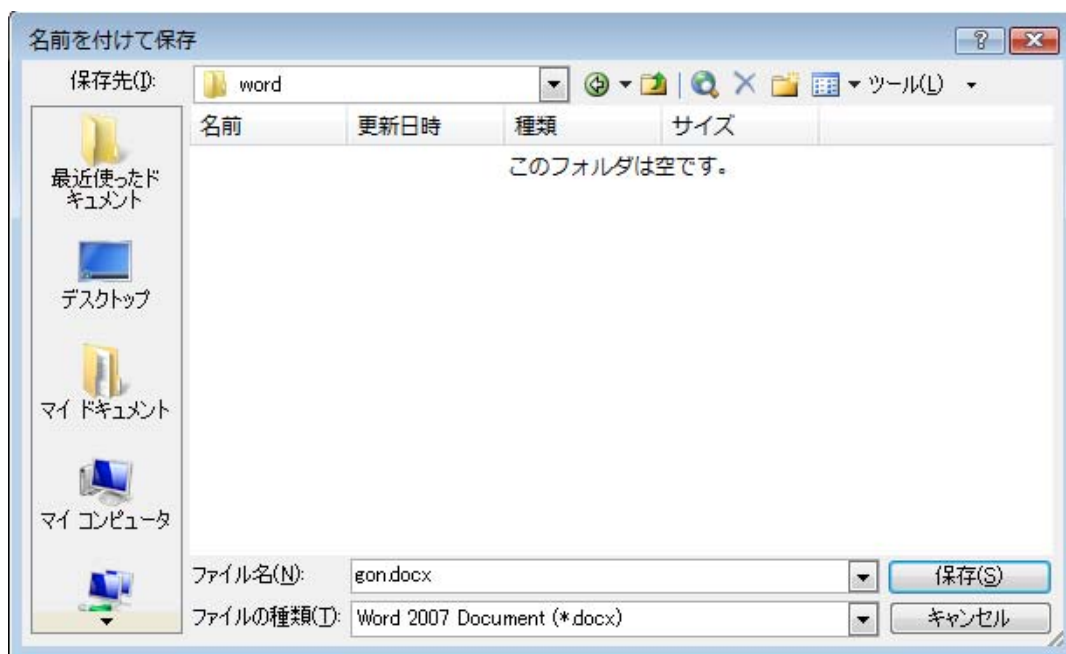 名前を付けて保存
保存先(I):
word
ツール(L)
名前 更新日時 種類 サイズ
このフォルダは空です。
最近使ったド
キュメント
デスクトップ
マイ ドキュメント
マイ コンピュータ
ファイル名(N):
gon.docx
保存(S)
ファイルの種類(T):
Word 2007 Document (*.docx)
キャンセル